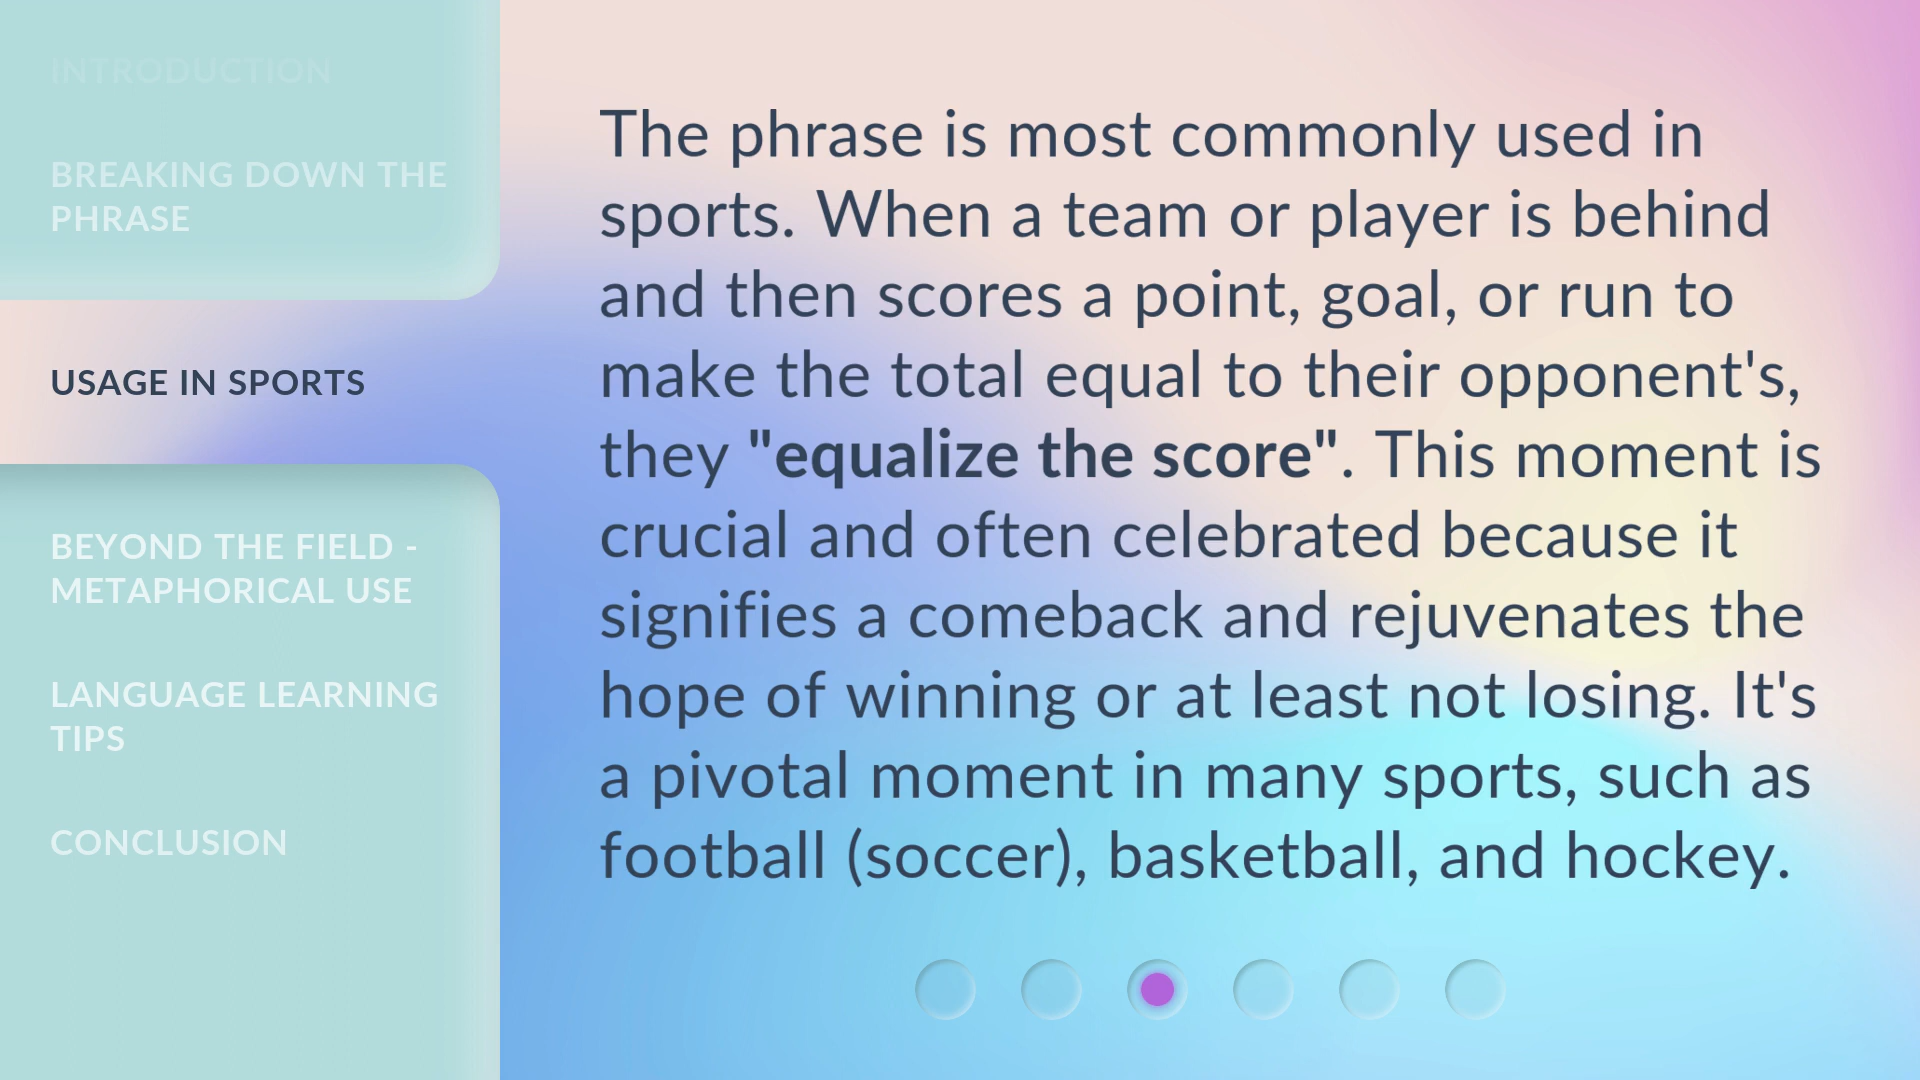 INTRODUCTION
BREAKING DOWN THE
PHRASE
USAGE IN SPORTS
BEYOND THE FIELD -
METAPHORICAL USE
LANGUAGE LEARNING
TIPS
CONCLUSION
The phrase is most commonly used in
sports. When a team or player is behind
and then scores a point, goal, or run to
make the total equal to their opponent's,
they "equalize the score". This moment is
crucial and often celebrated because it
signifies a comeback and rejuvenates the
hope of winning or at least not losing. It's
a pivotal moment in many sports, such as
football (soccer), basketball, and hockey.